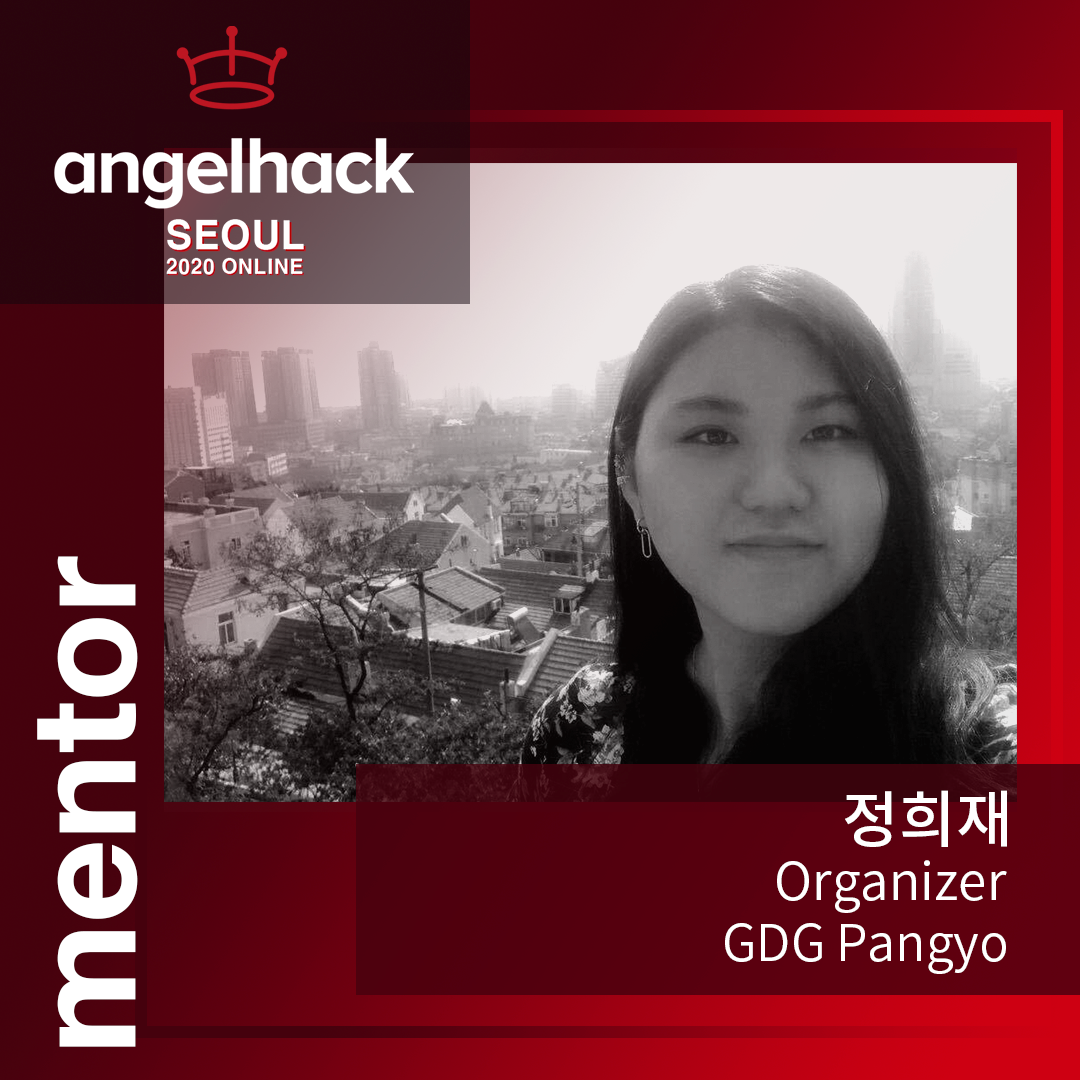 angelhack
SEOUL
2020 ONLINE
mentor
정희재
Organizer
GDG Pangyo